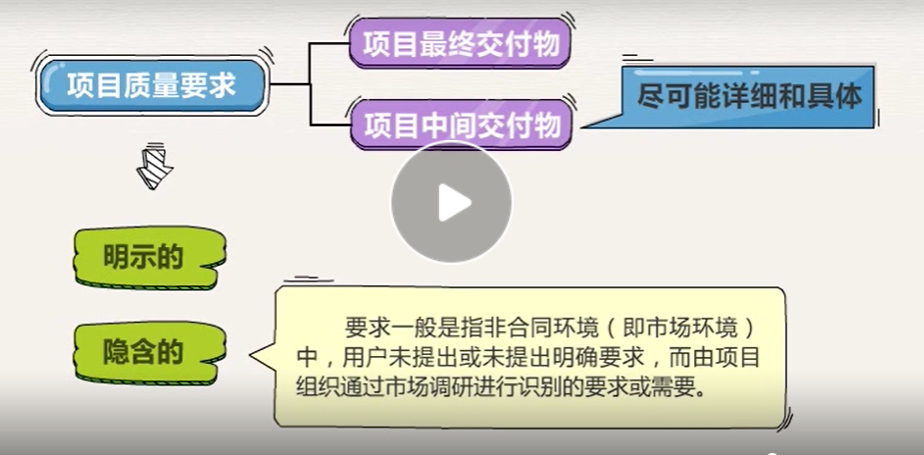 项目最终交付物
项目质量要求
项目中间交付物
尽可能详细和具体
明示的
隐含的
要求一般是指非合同环境（即市场环境）
中，用户未提出或未提出明确要求，而由项目
组织通过市场调研进行识别的要求或需要。